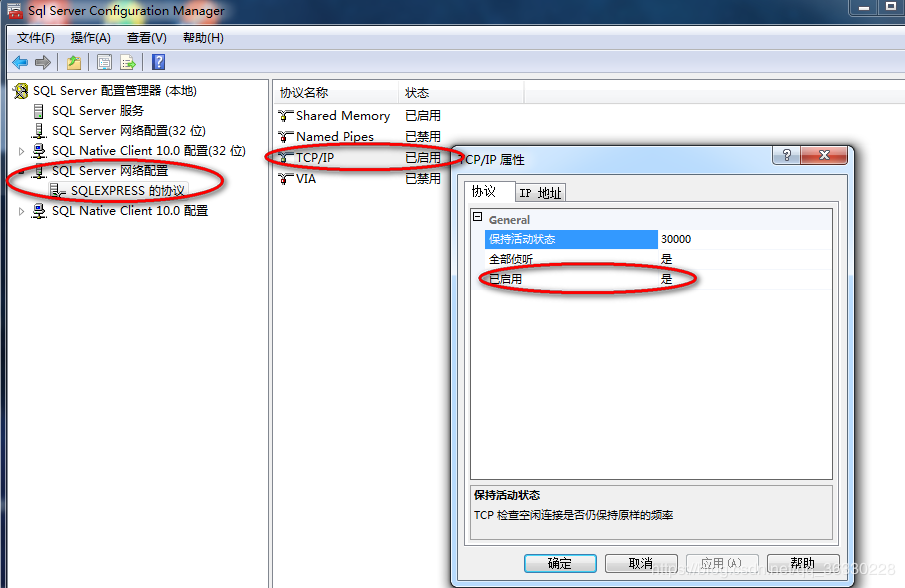 Sql Server Configuration Manager
文件(F) 操作(A) 查看(V) 帮助(H)
SQL Server 配置管理器 (本地)
SQL Server 服务
SQL Server 网络配置(32 位)
SQL Native Client 10.0 配置(32 位)
SQL Server 网络配置
SQLEXPRESS 的协议
SQL Native Client 10.0 配置
协议名称 状态
Shared Memory 已启用
Named Pipes 已禁用
TCP/IP 已启用
VIA 已禁用
TCP/IP 属性
协议 IP 地址
General
保持活动状态 30000
全部侦听 是
已启用 是
保持活动状态
TCP 检查空闲连接是否仍保持原样的频率
确定 取消 应用(A) 帮助
https://blog.csdn.net/qq_36330228